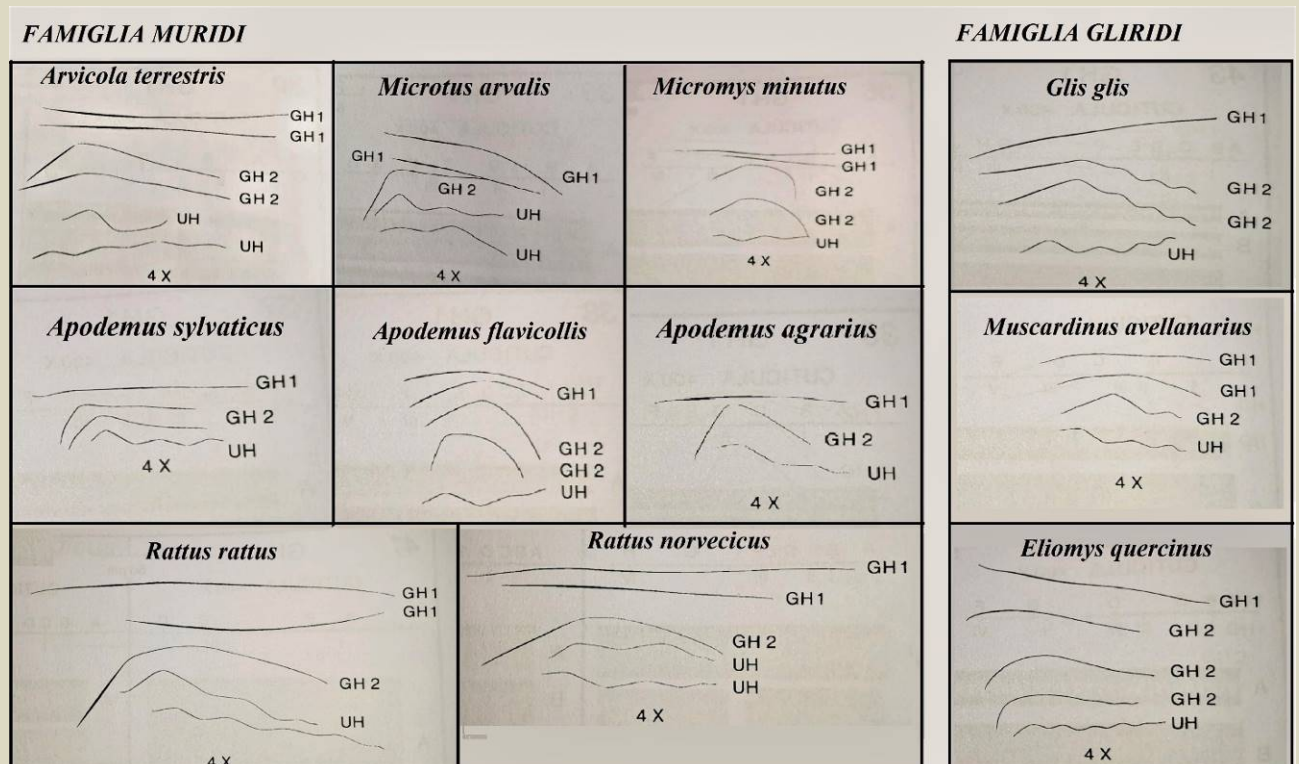 FAMIGLIA MURIDI
FAMIGLIA GLIRIDI
Arvicola terrestris
GH1
GH1
GH 2
GH 2
UH
UH
4 X
Microtus arvalis
GH1
GH1
GH 2
UH
UH
4 X
Micromys minutus
GH1
GH1
GH2
GH2
UH
4 X
Glis glis
GH1
GH 2
GH 2
UH
4 X
Apodemus sylvaticus
GH1
GH 2
UH
4 X
Apodemus flavicollis
GH1
GH 2
GH 2
UH
Apodemus agrarius
GH1
GH 2
UH
4 X
Muscardinus avellanarius
GH1
GH1
GH 2
UH
4 X
Rattus rattus
GH1
GH1
GH 2
UH
4 X
Rattus norvecicus
GH1
GH1
GH 2
UH
UH
4 X
Eliomys quercinus
GH1
GH 2
GH 2
GH 2
UH
4 X